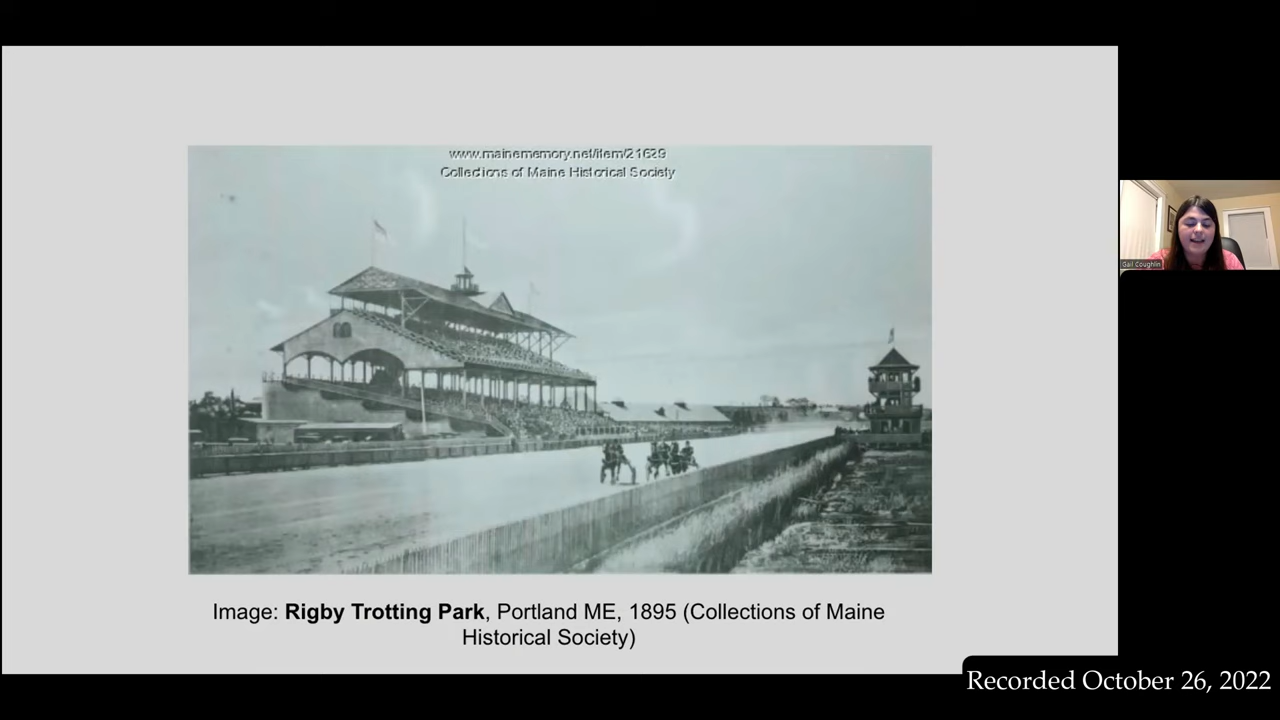 www.mainememory.net/item/21629
Collections of Maine Historical Society
Gail Coughlin
Image: Rigby Trotting Park, Portland ME, 1895 (Collections of Maine
Historical Society)
Recorded October 26, 2022